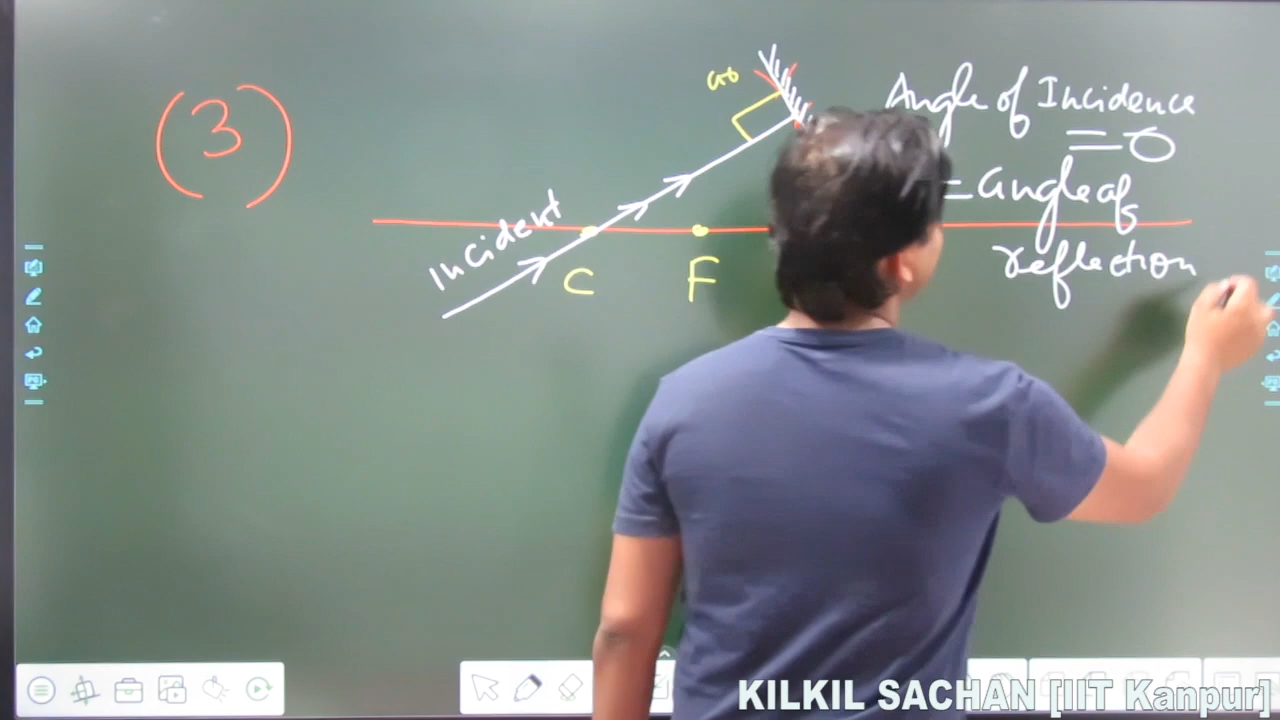 (3)
90
Angle of Incidence
= 0
= angle of
reflection
Incident
C
F
KILKIL SACHAN [IIT Kanpur]